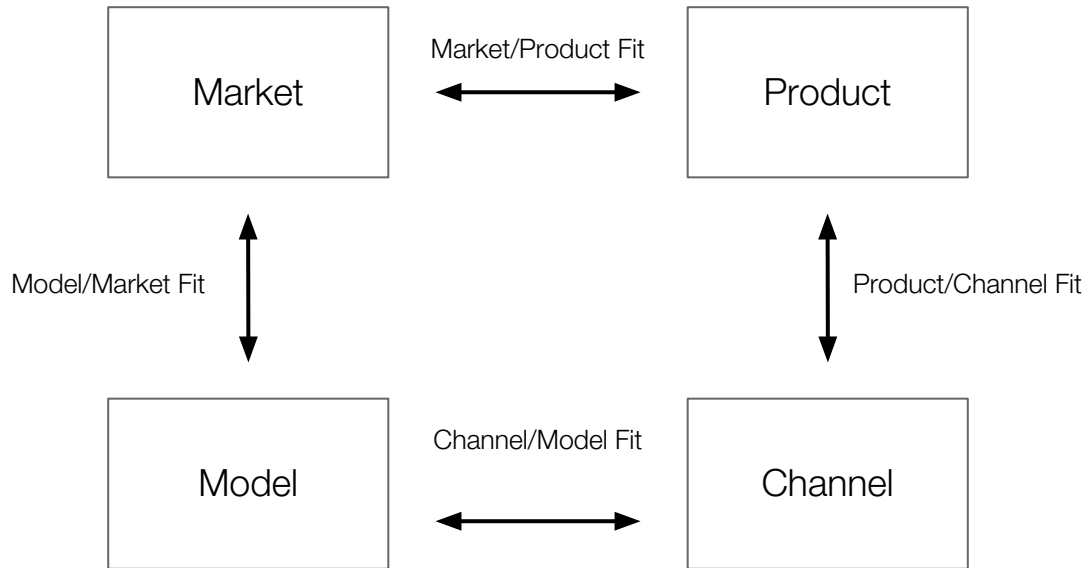 Market/Product Fit
Market
Product
Model/Market Fit
Product/Channel Fit
Channel/Model Fit
Model
Channel